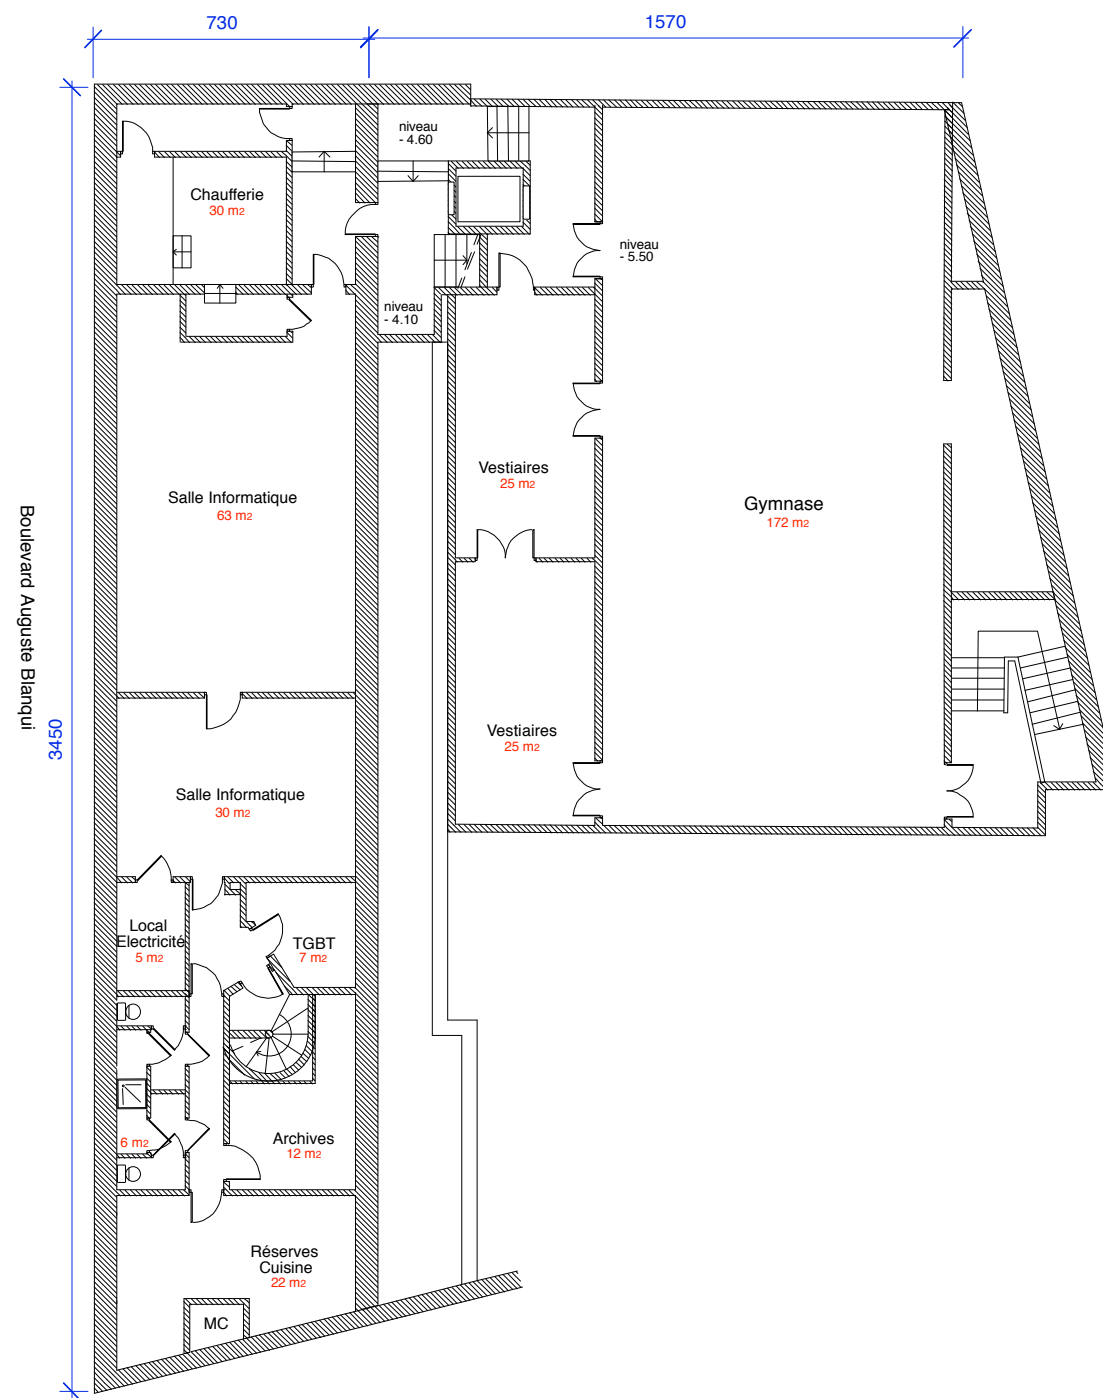 730
1570
niveau
- 4.60
Chaufferie
30 m2
niveau
- 5.50
niveau
- 4.10
Vestiaires
25 m2
Salle Informatique
63 m2
Gymnase
172 m2
Boulevard Auguste Blanqui
3450
Vestiaires
25 m2
Salle Informatique
30 m2
Local
Electricité
5 m2
TGBT
7 m2
6 m2
Archives
12 m2
Réserves
Cuisine
22 m2
MC